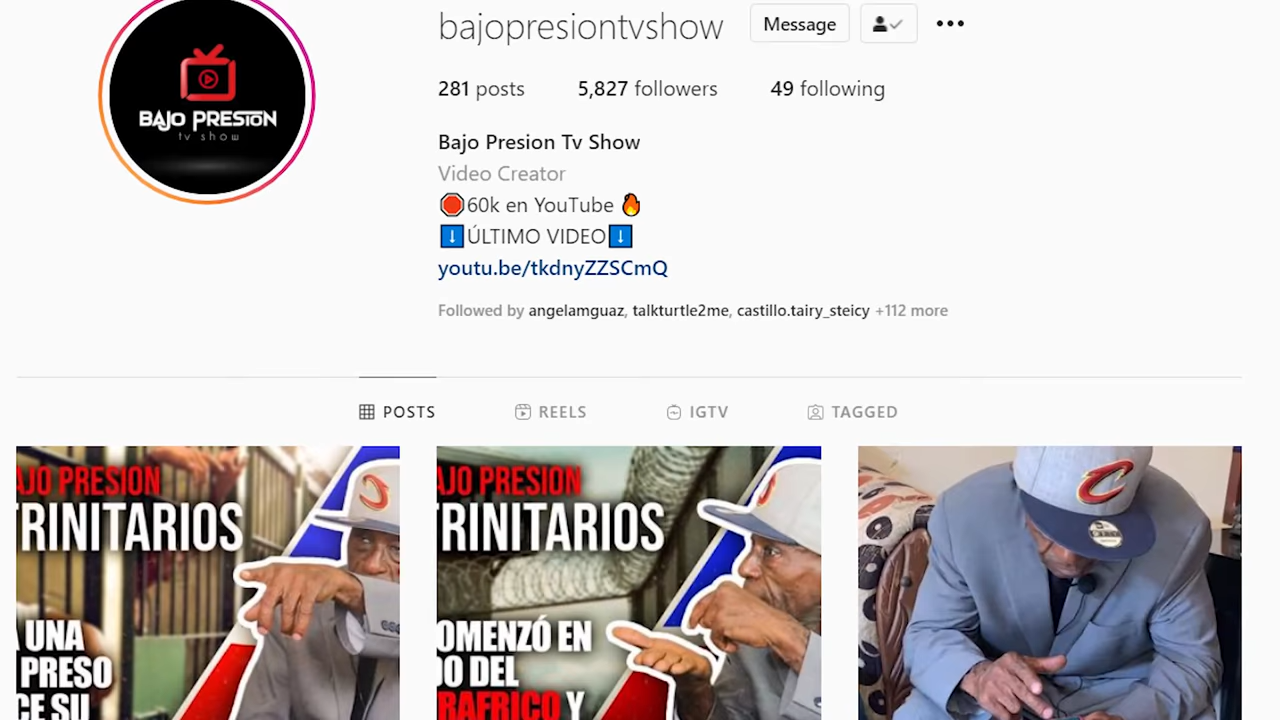 BAJO PRESION
tv show
bajopresiontvshow Message
281 posts 5,827 followers 49 following
Bajo Presion Tv Show
Video Creator
60k en YouTube
ÚLTIMO VIDEO
youtu.be/tkdnyZZSCmQ
Followed by angelamguaz, talkturtle2me, castillo.tairy_steicy +112 more
POSTS REELS IGTV TAGGED
AJO PRESION
TRINITARIOS
A UNA
PRESO
CE SU
AJO PRESION
TRINITARIOS
OMENZÓ EN
DO DEL
RAFRICO Y